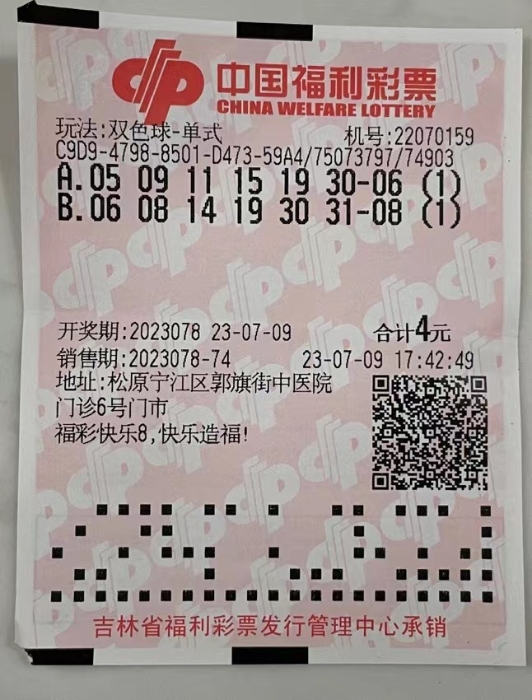 中国福利彩票
CHINA WELFARE LOTTERY
玩法:双色球-单式 机号:22070159
C9D9-4798-8501-D473-59A4/75073797/74903
A.05 09 11 15 19 30-06 (1)
B.06 08 14 19 30 31-08 (1)
开奖期:2023078 23-07-09 合计4元
销售期:2023078-74 23-07-09 17:42:49
地址:松原宁江区郭旗街中医院
门诊6号门市
福彩快乐8,快乐造福!
吉林省福利彩票发行管理中心承销